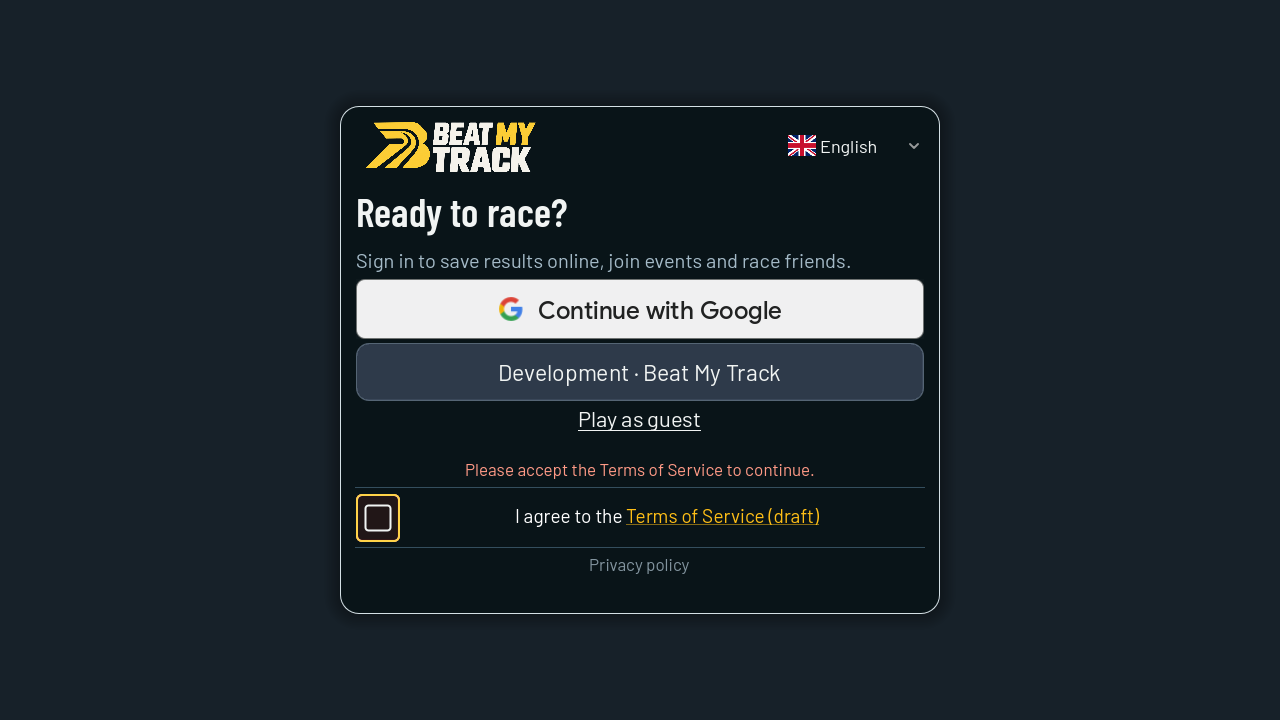 BEAT MY
TRACK
English
Ready to race?
Sign in to save results online, join events and race friends.
Continue with Google
Development · Beat My Track
Play as guest
Please accept the Terms of Service to continue.
I agree to the Terms of Service (draft)
Privacy policy